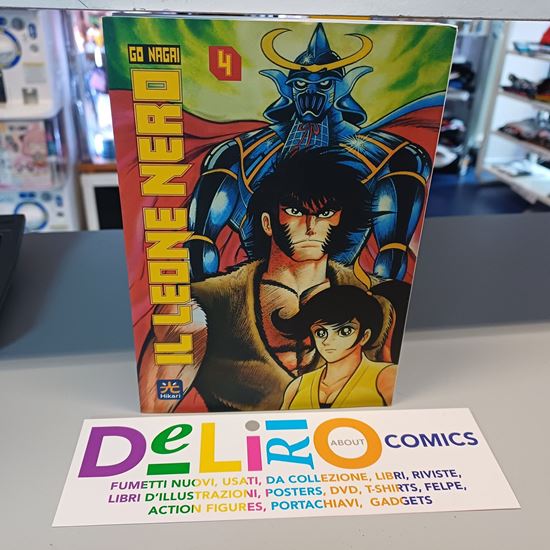 GO NAGAI
4
IL LEONE NERO
光
Hikari
DeLiRiO
ABOUT
COMICS
FUMETTI NUOVI, USATI, DA COLLEZIONE, LIBRI, RIVISTE,
LIBRI D'ILLUSTRAZIONI, POSTERS, DVD, T-SHIRTS, FELPE,
ACTION FIGURES, PORTACHIAVI, GADGETS